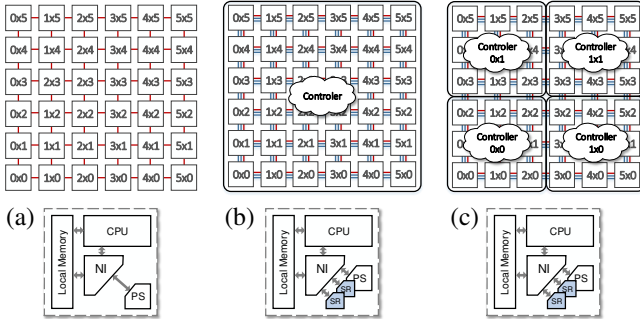 0x5 1x5 2x5 3x5 4x5 5x5
0x4 1x4 2x4 3x4 4x4 5x4
0x3 1x3 2x3 3x3 4x3 5x3
0x2 1x2 2x2 3x2 4x2 5x2
0x1 1x1 2x1 3x1 4x1 5x1
0x0 1x0 2x0 3x0 4x0 5x0
0x5 1x5 2x5 3x5 4x5 5x5
0x4 1x4 2x4 3x4 4x4 5x4
0x3 1x3 2x3 3x3 4x3 5x3
Controler
0x2 1x2 2x2 3x2 4x2 5x2
0x1 1x1 2x1 3x1 4x1 5x1
0x0 1x0 2x0 3x0 4x0 5x0
0x5 1x5 2x5 3x5 4x5 5x5
Controler
0x1
Controler
1x1
0x3 1x3 2x3 3x3 4x3 5x3
0x2 1x2 2x2 3x2 4x2 5x2
Controller
0x0
Controller
1x0
0x0 1x0 2x0 3x0 4x0 5x0
(a)
Local Memory
CPU
NI
PS
(b)
Local Memory
CPU
NI
PS
SR
SR
(c)
Local Memory
CPU
NI
PS
SR
SR